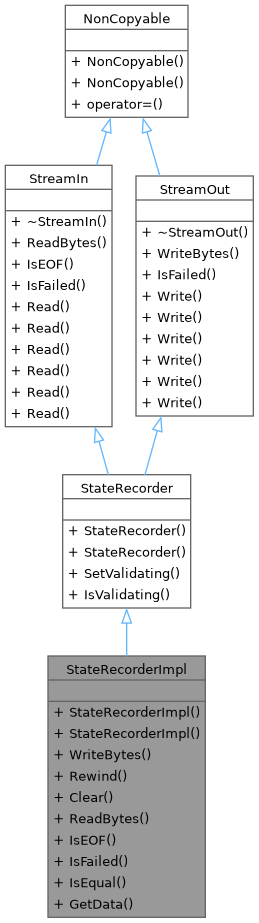 NonCopyable
+ NonCopyable()
+ NonCopyable()
+ operator=()
StreamIn
+ ~StreamIn()
+ ReadBytes()
+ IsEOF()
+ IsFailed()
+ Read()
+ Read()
+ Read()
+ Read()
+ Read()
+ Read()
StreamOut
+ ~StreamOut()
+ WriteBytes()
+ IsFailed()
+ Write()
+ Write()
+ Write()
+ Write()
+ Write()
+ Write()
StateRecorder
+ StateRecorder()
+ StateRecorder()
+ SetValidating()
+ IsValidating()
StateRecorderImpl
+ StateRecorderImpl()
+ StateRecorderImpl()
+ WriteBytes()
+ Rewind()
+ Clear()
+ ReadBytes()
+ IsEOF()
+ IsFailed()
+ IsEqual()
+ GetData()